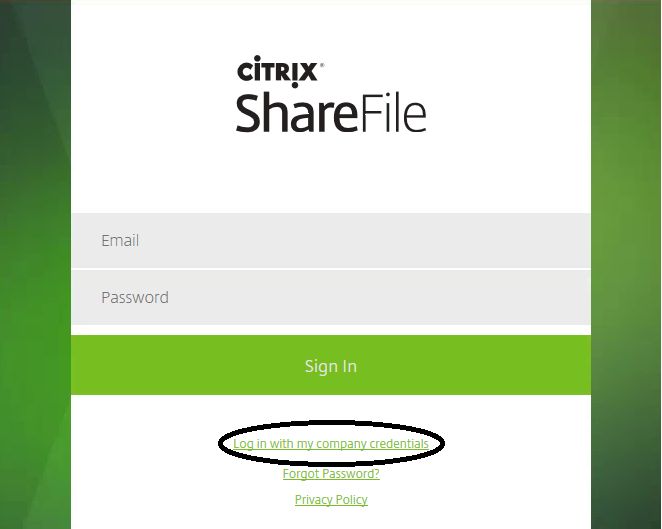 CITRIX®
ShareFile
Email
Password
Sign In
Log in with my company credentials
Forgot Password?
Privacy Policy